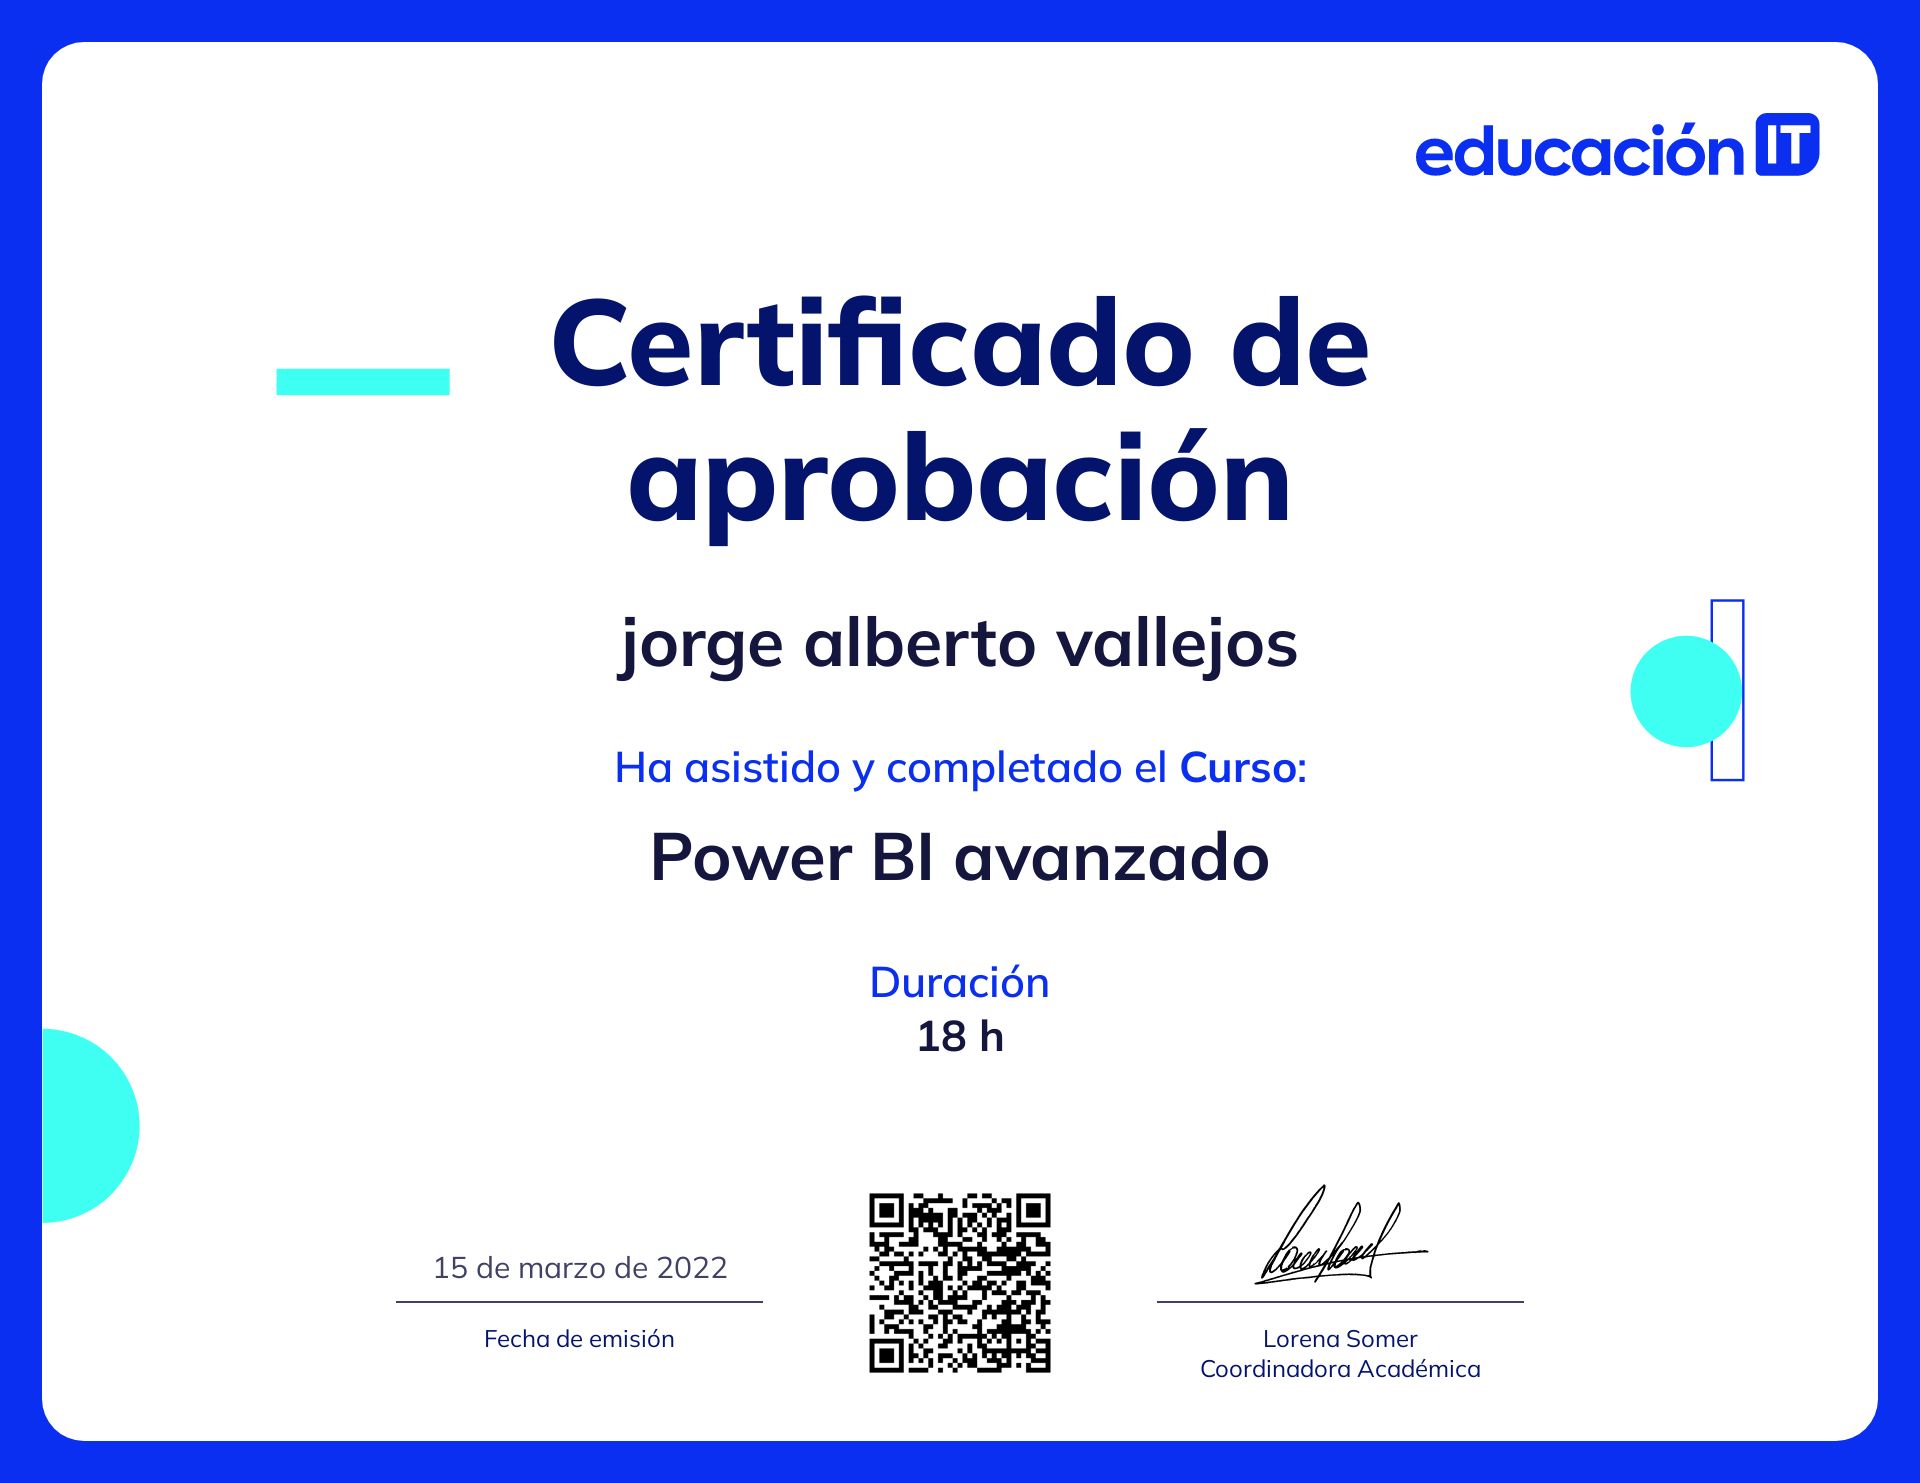 educación IT
Certificado de
aprobación
jorge alberto vallejos
Ha asistido y completado el Curso:
Power BI avanzado
Duración
18 h
15 de marzo de 2022
Fecha de emisión
Lorena Somer
Coordinadora Académica